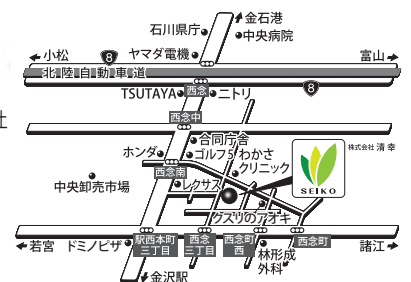 ↗金石港
石川県庁
中央病院
←小松
8
ヤマダ電機
富山→
北陸自動車道
TSUTAYA
西念
ニトリ
8
社
西念中
合同庁舎
ホンダ
ゴルフ5
わかさ
クリニック
西念南
レクサス
中央卸売市場
SEIKO
株式会社 清幸
クスリのアオキ
←若宮
ドミノピザ
駅西本町
三丁目
西念
三丁目
西念町
西
林形成
外科
西念町
諸江→
↙金沢駅